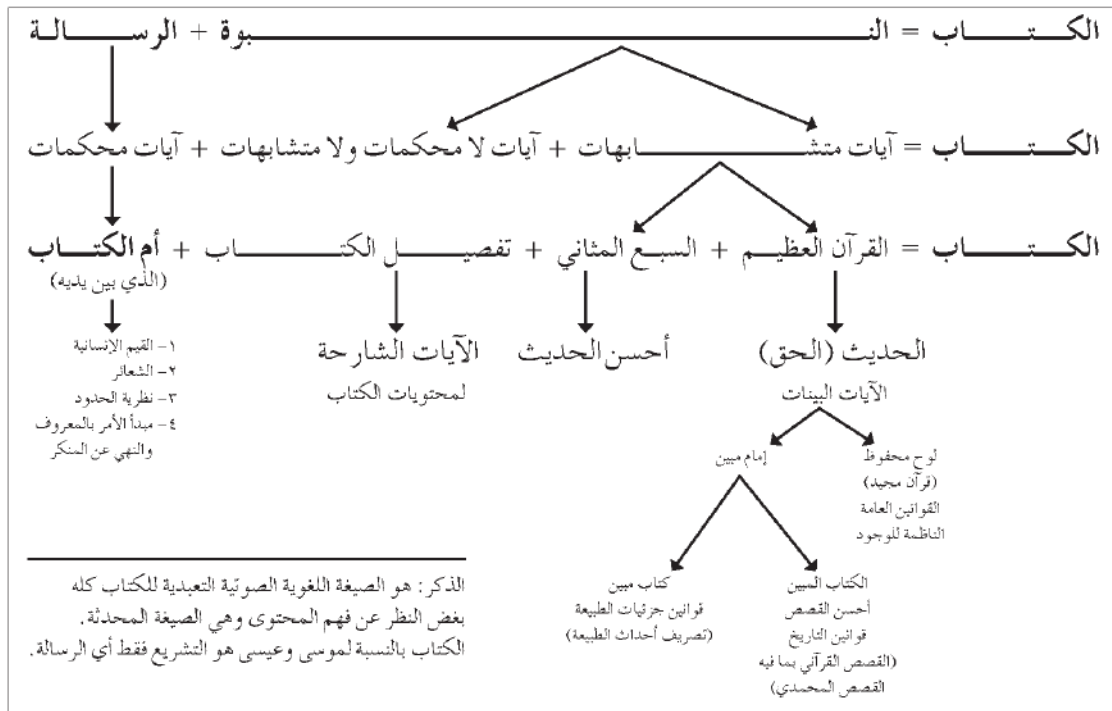 الكتاب = النبوة + الرسالة
الكتاب = آيات متشابهات + آيات لا محكمات ولا متشابهات + آيات محكمات
الكتاب = القرآن العظيم + السبع المثاني + تفصيل الكتاب + أم الكتاب
(الذي بين يديه)
الحديث (الحق)
الآيات البينات
أحسن الحديث
الآيات الشارحة
لمحتويات الكتاب
١- القيم الإنسانية
٢- الشعائر
٣- نظرية الحدود
٤- مبدأ الأمر بالمعروف
والنهي عن المنكر
لوح محفوظ
(قرآن مجيد)
القوانين العامة
الناظمة للوجود
إمام مبين
الكتاب المبين
أحسن القصص
قوانين التاريخ
(القصص القرآني بما فيه
القصص المحمدي)
كتاب مبين
قوانين جزئيات الطبيعة
(تصريف أحداث الطبيعة)
الذكر: هو الصيغة اللغوية الصوتية التعبدية للكتاب كله
بغض النظر عن فهم المحتوى وهي الصيغة المحدثة.
الكتاب بالنسبة لموسى وعيسى هو التشريع فقط أي الرسالة.